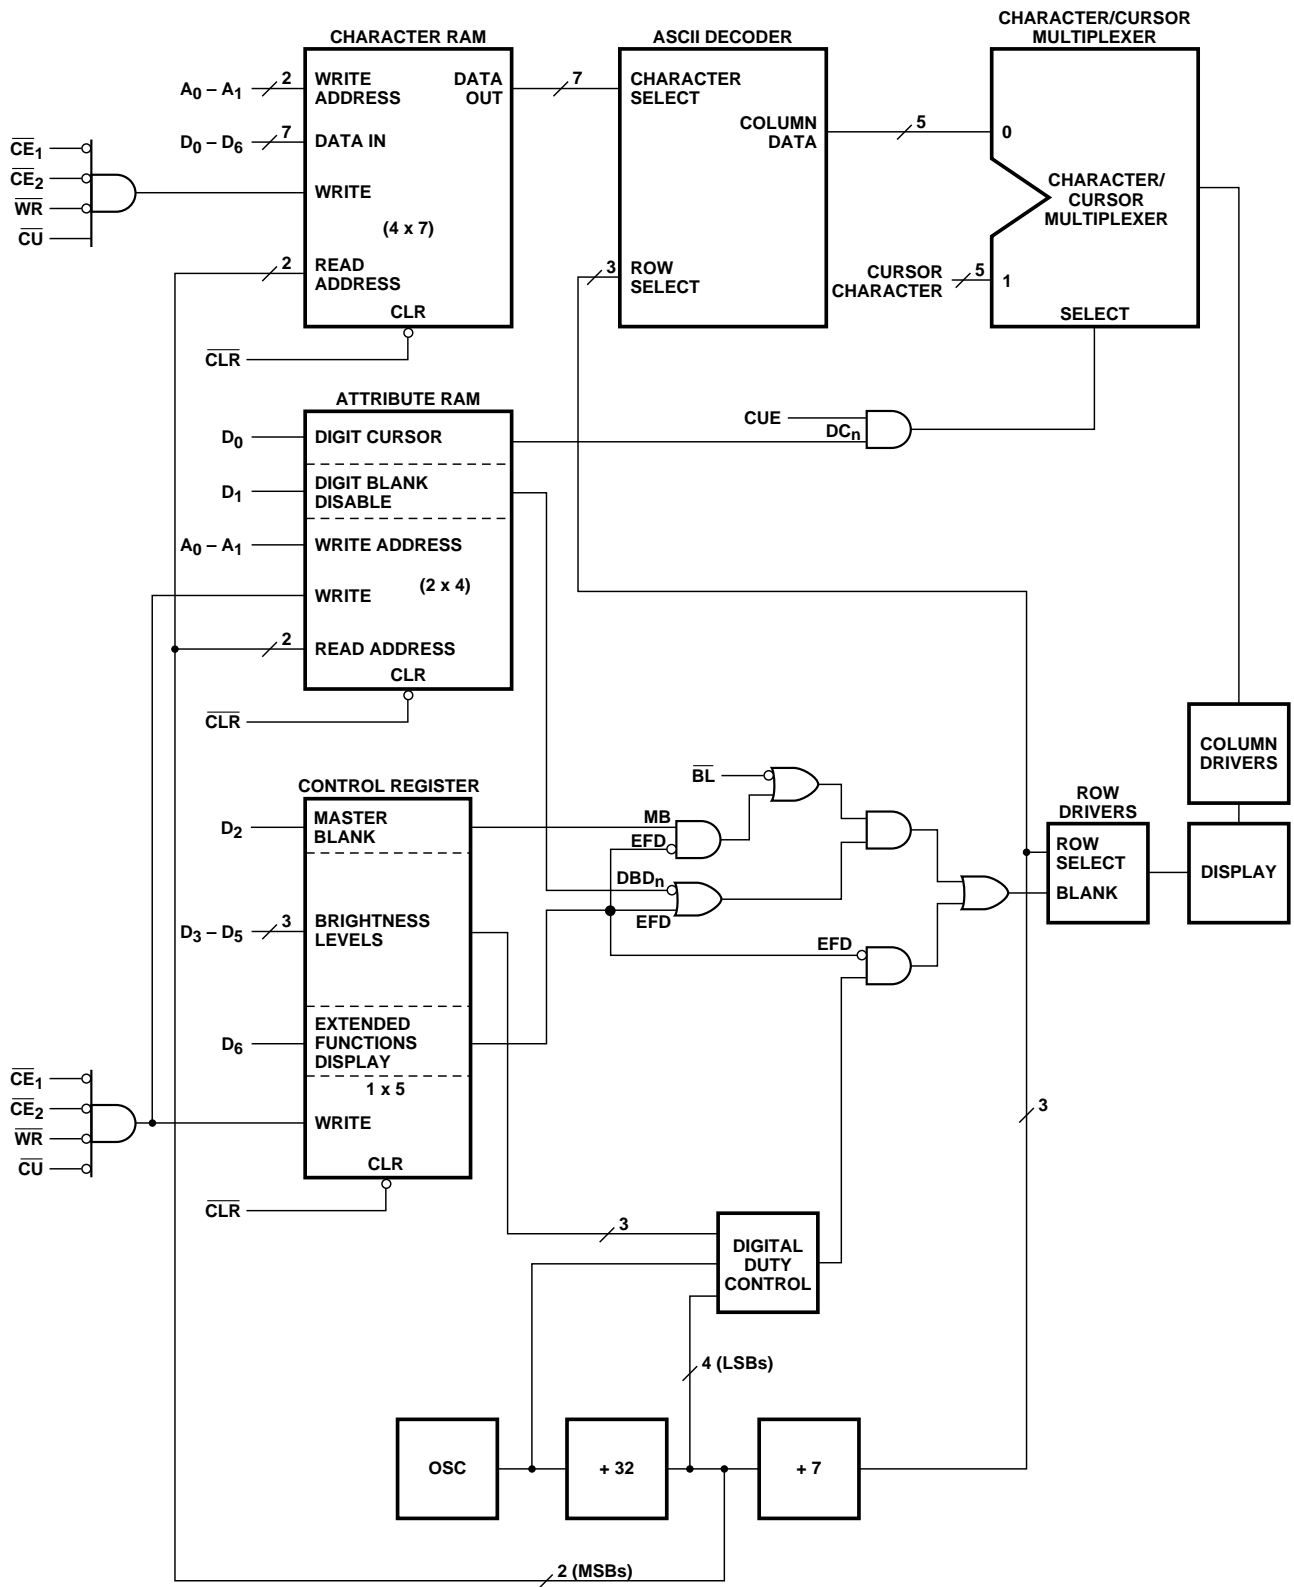 CHARACTER/CURSOR
MULTIPLEXER
CHARACTER RAM
ASCII DECODER
A0 – A1
2
WRITE
ADDRESS
DATA
OUT
7
CHARACTER
SELECT
D0 – D6
7
DATA IN
COLUMN
DATA
5
0
CE1
CE2
WR
CU
WRITE
(4 x 7)
CHARACTER/
CURSOR
MULTIPLEXER
2
READ
ADDRESS
3
ROW
SELECT
CURSOR
CHARACTER
5
1
CLR
SELECT
CLR
ATTRIBUTE RAM
D0
DIGIT CURSOR
CUE
DCn
D1
DIGIT BLANK
DISABLE
A0 – A1
WRITE ADDRESS
(2 x 4)
WRITE
2
READ ADDRESS
CLR
CLR
COLUMN
DRIVERS
CONTROL REGISTER
BL
ROW
DRIVERS
D2
MASTER
BLANK
MB
EFD
ROW
SELECT
BLANK
DISPLAY
DBDn
EFD
D3 – D5
3
BRIGHTNESS
LEVELS
EFD
D6
EXTENDED
FUNCTIONS
DISPLAY
1 x 5
CE1
CE2
WR
CU
WRITE
3
CLR
CLR
3
DIGITAL
DUTY
CONTROL
4 (LSBs)
OSC
+ 32
+ 7
2 (MSBs)